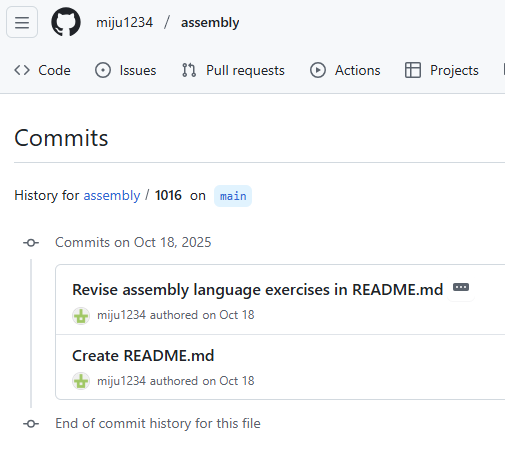 miju1234 / assembly
Code Issues Pull requests Actions Projects
Commits
History for assembly / 1016 on main
Commits on Oct 18, 2025
Revise assembly language exercises in README.md
miju1234 authored on Oct 18
Create README.md
miju1234 authored on Oct 18
End of commit history for this file